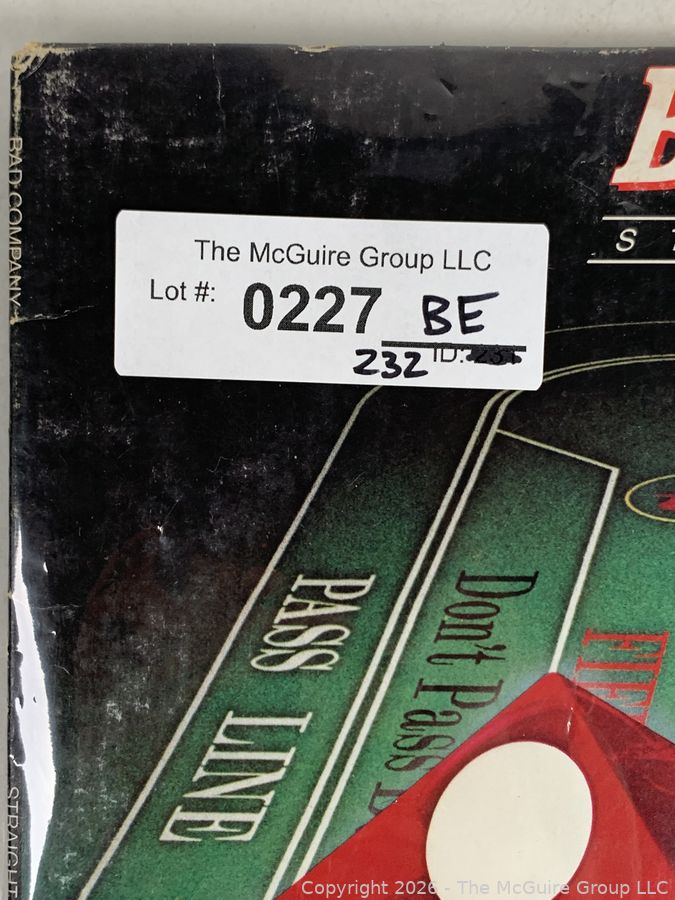 BAD COMPANY
The McGuire Group LLC
Lot #: 0227 BE
232 ID:
PASS LINE
Don't Pass
STRAIGHT
Copyright 2026 - The McGuire Group LLC